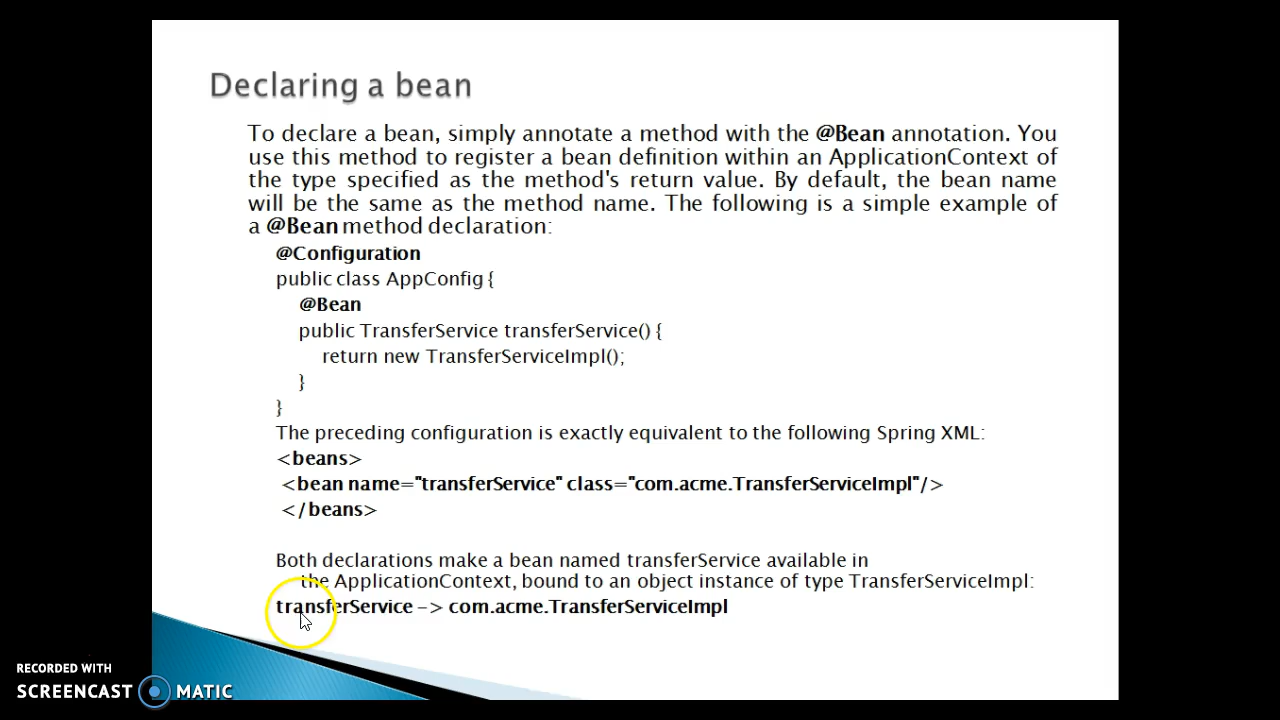 Declaring a bean
To declare a bean, simply annotate a method with the @Bean annotation. You
use this method to register a bean definition within an ApplicationContext of
the type specified as the method's return value. By default, the bean name
will be the same as the method name. The following is a simple example of
a @Bean method declaration:
@Configuration
public class AppConfig {
@Bean
public TransferService transferService() {
return new TransferServiceImpl();
}
}
The preceding configuration is exactly equivalent to the following Spring XML:
<beans>
<bean name="transferService" class="com.acme.TransferServiceImpl"/>
</beans>
Both declarations make a bean named transferService available in
the ApplicationContext, bound to an object instance of type TransferServiceImpl:
transferService -> com.acme.TransferServiceImpl
RECORDED WITH
SCREENCAST MATIC